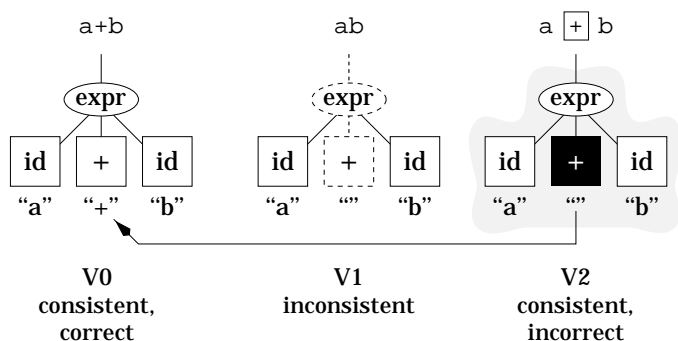 a+b ab a + b
expr expr expr
id + id id + id id + id
“a” “+” “b” “a” “” “b” “a” “” “b”
V0 V1 V2
consistent, inconsistent consistent,
correct incorrect